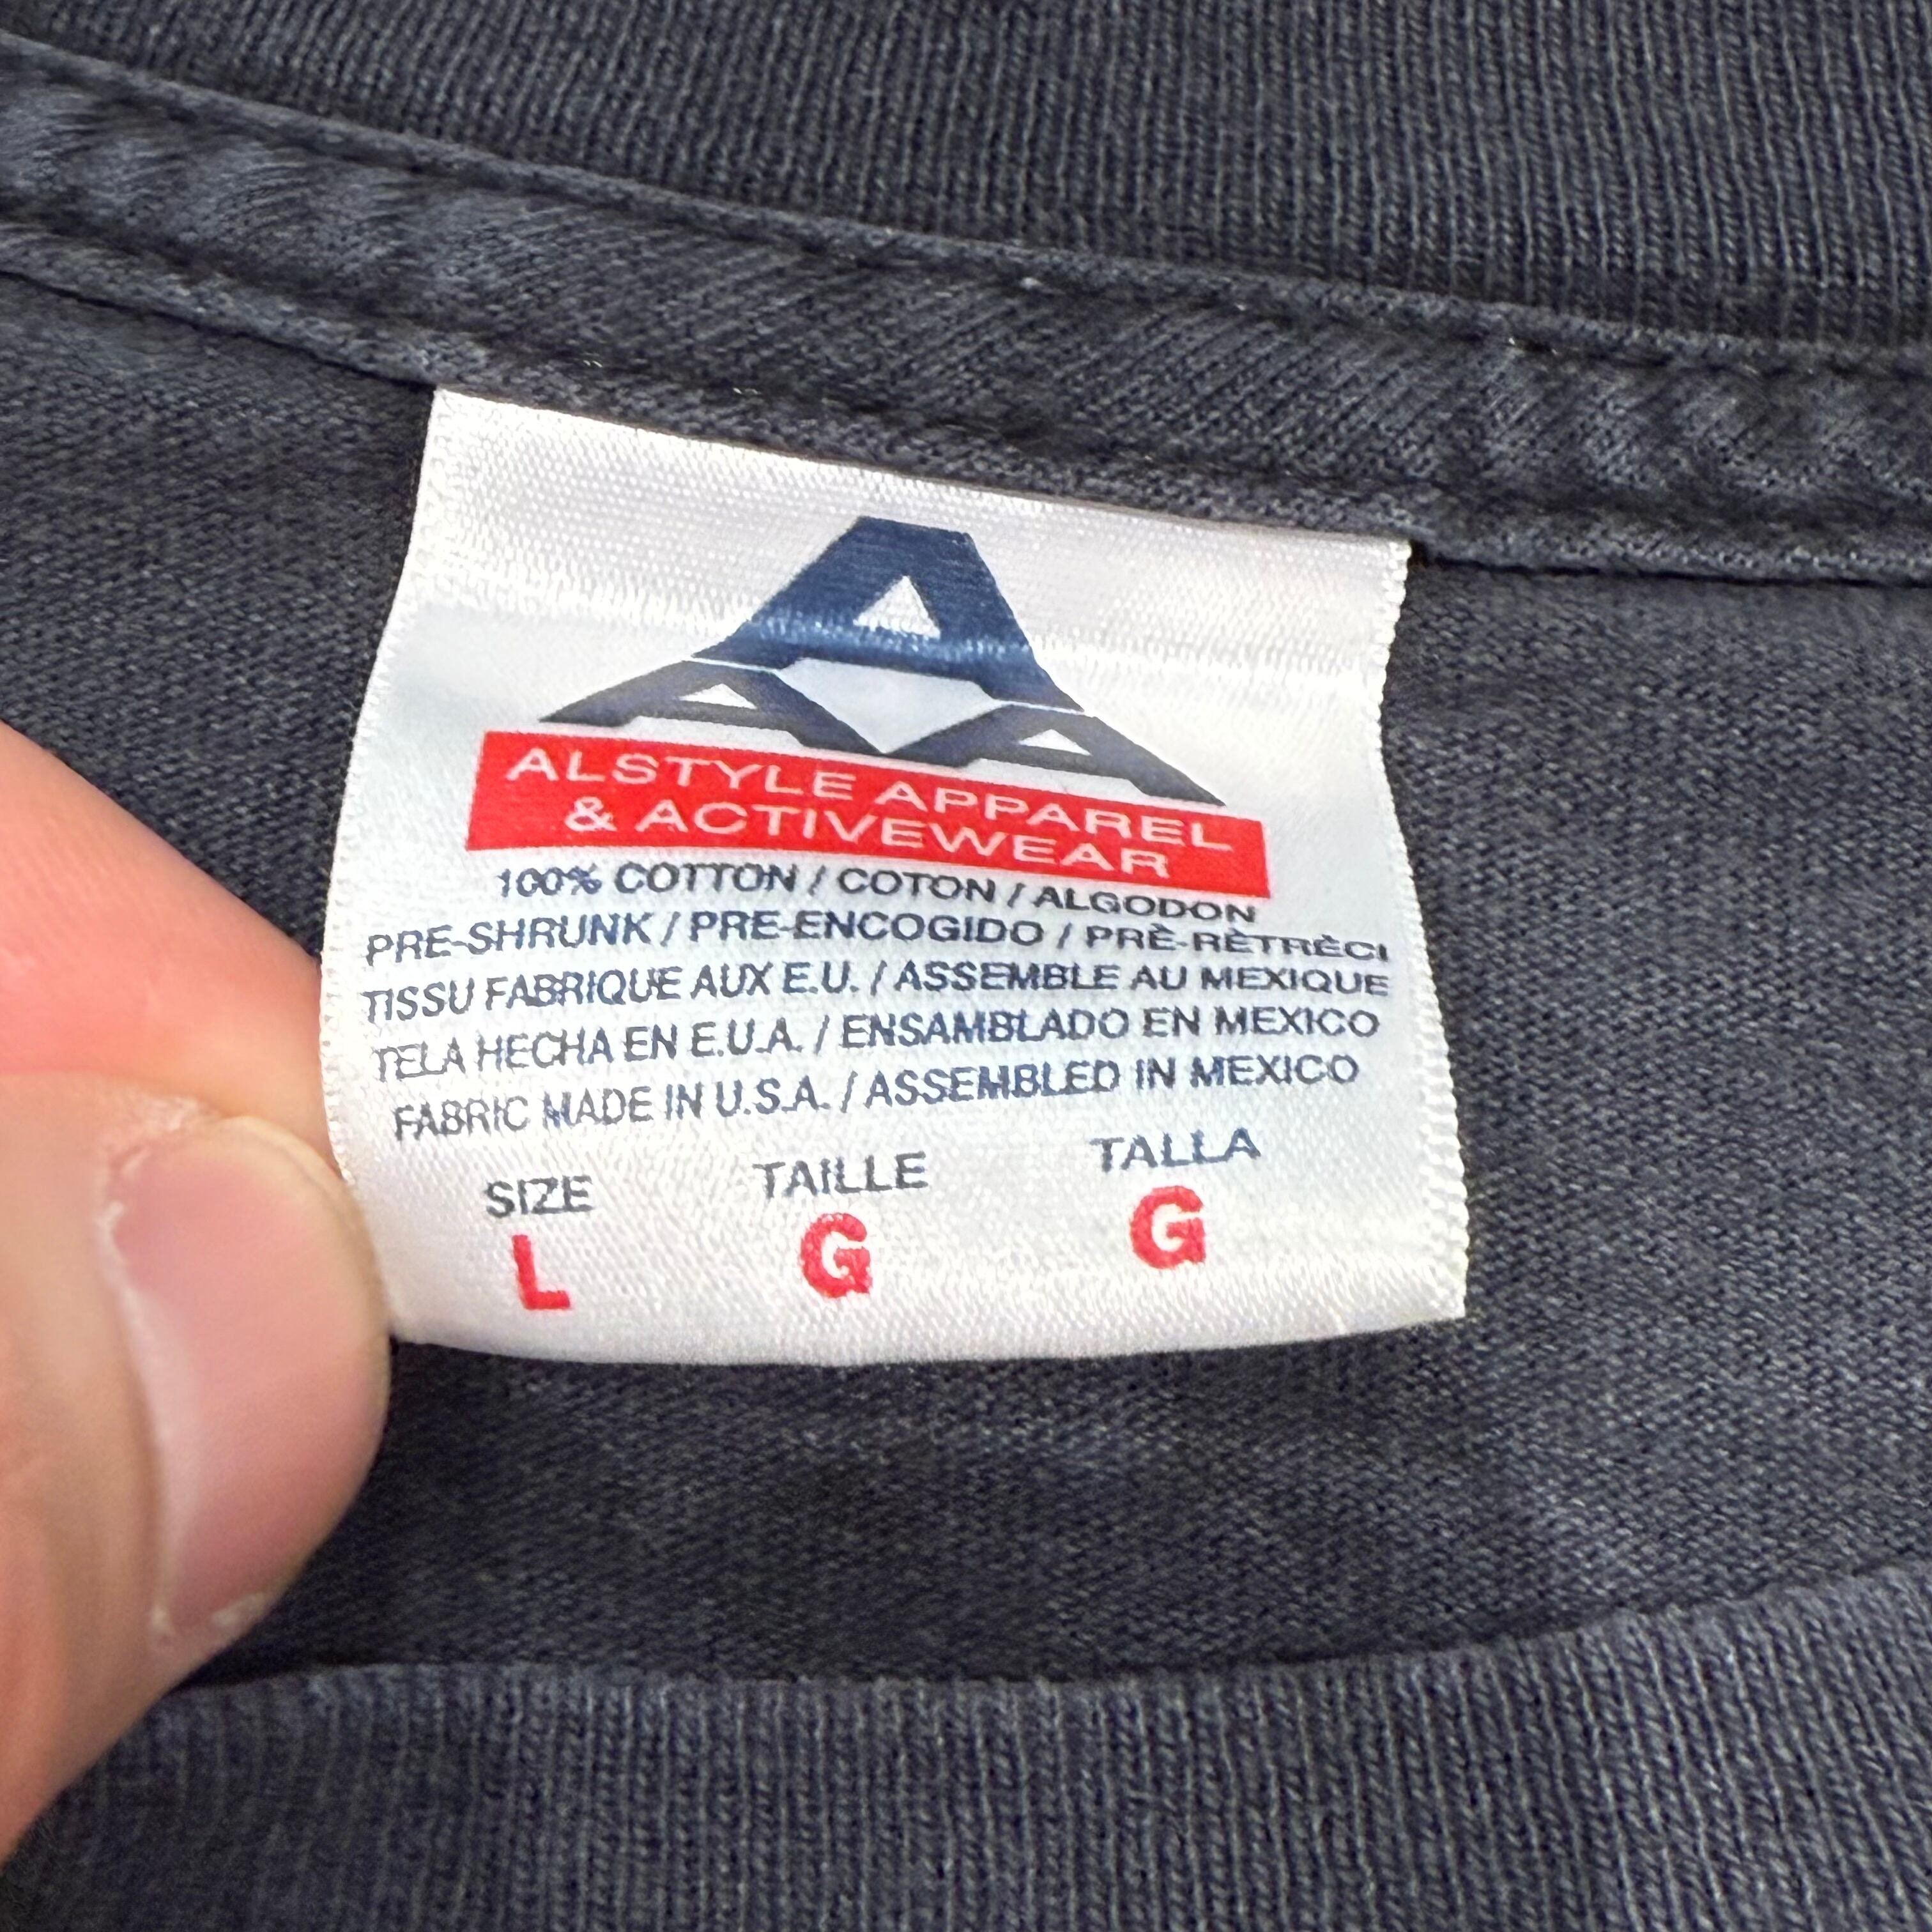 AAA
ALSTYLE APPAREL
& ACTIVEWEAR
100% COTTON / COTON / ALGODON
PRE-SHRUNK / PRE-ENCOGIDO / PRÈ-RÈTRÈCI
TISSU FABRIQUE AUX E.U. / ASSEMBLE AU MEXIQUE
TELA HECHA EN E.U.A. / ENSAMBLADO EN MEXICO
FABRIC MADE IN U.S.A. / ASSEMBLED IN MEXICO
SIZE TAILLE TALLA
L G G